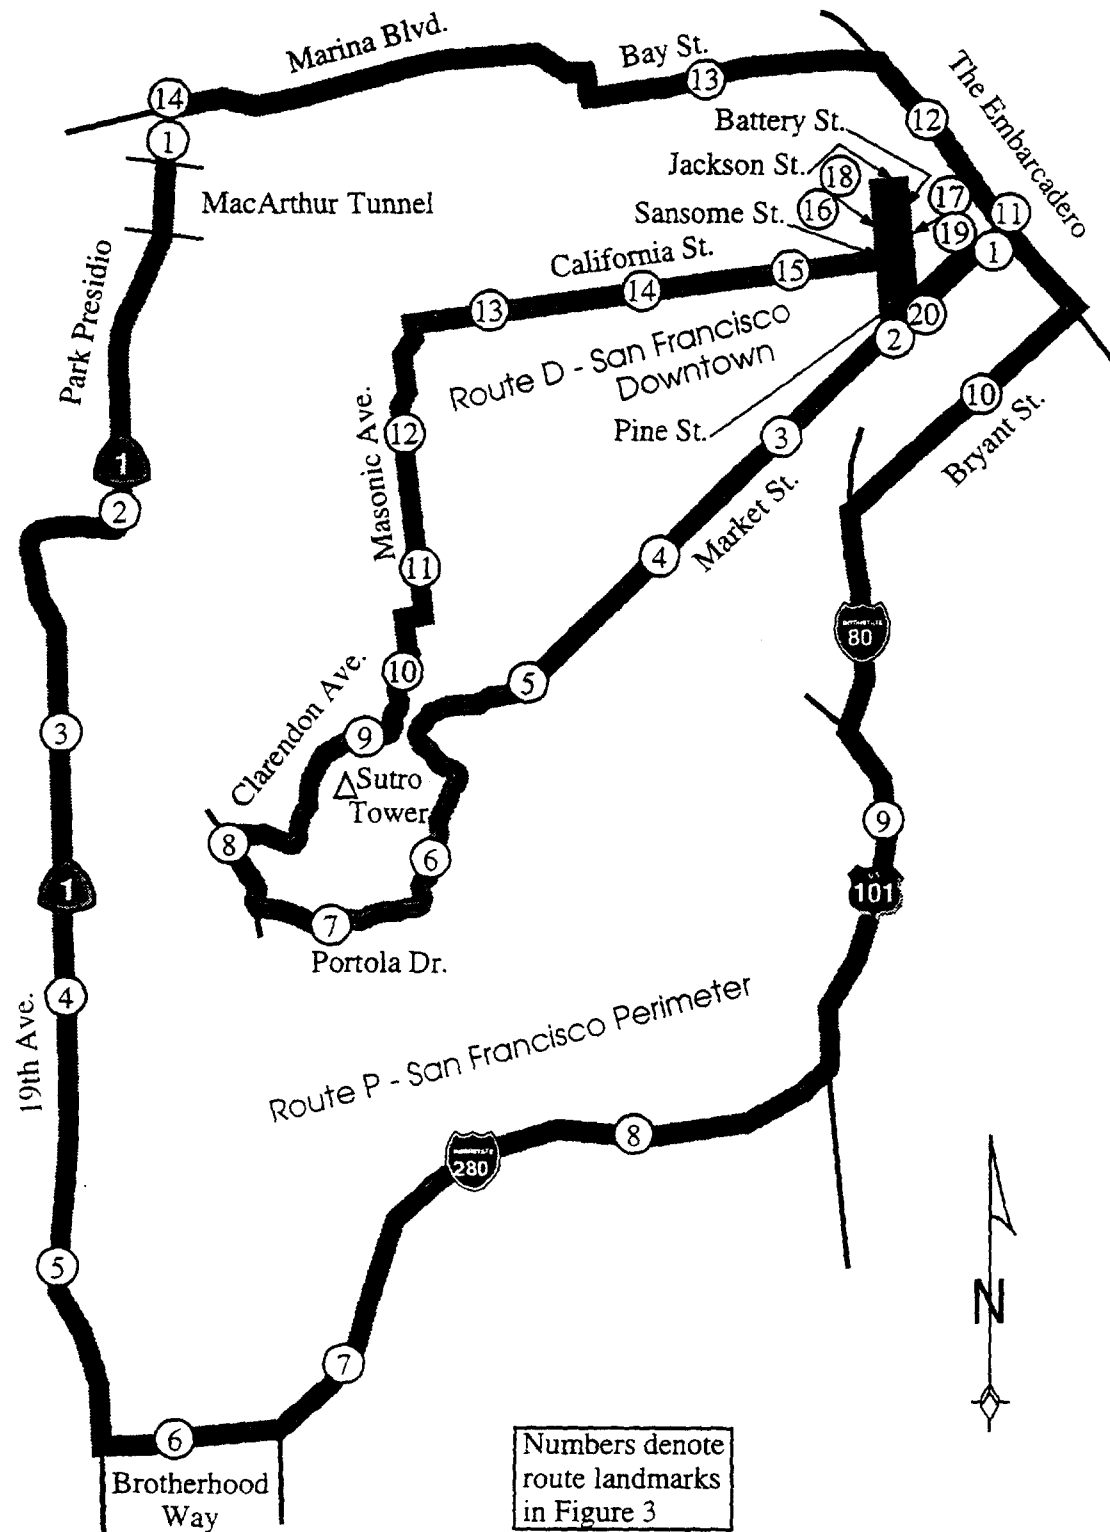 Marina Blvd.
Bay St.
The Embarcadero
14
13
12
1
Battery St.
Jackson St.
18
17
MacArthur Tunnel
16
11
Sansome St.
19
1
California St.
15
14
13
20
2
Park Presidio
Route D - San Francisco
Downtown
10
Pine St.
3
Bryant St.
12
Masonic Ave.
1
2
Market St.
4
11
80
10
5
Clarendon Ave.
9
3
Sutro
Tower
8
6
9
1
101
7
Portola Dr.
4
19th Ave.
Route P - San Francisco Perimeter
8
280
5
N
7
6
Brotherhood
Way
Numbers denote
route landmarks
in Figure 3